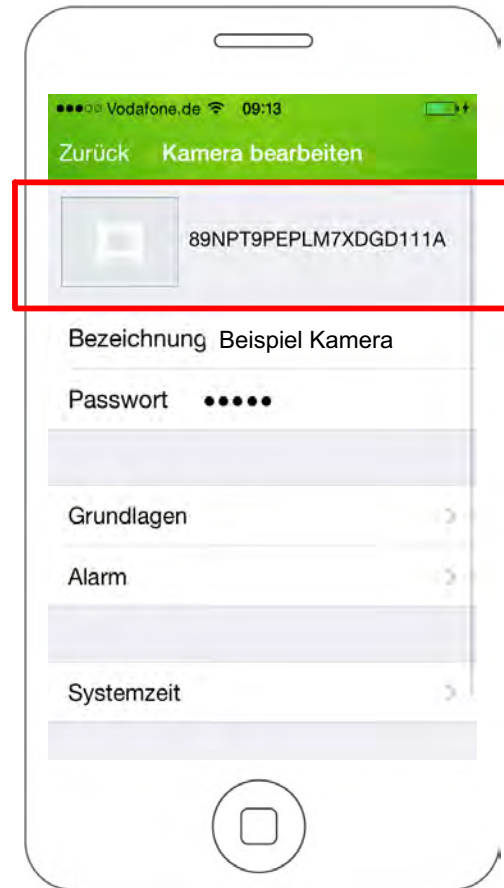 Vodafone.de 09:13
Zurück Kamera bearbeiten
89NPT9PEPLM7XDGD111A
Bezeichnung Beispiel Kamera
Passwort •••••
Grundlagen
Alarm
Systemzeit